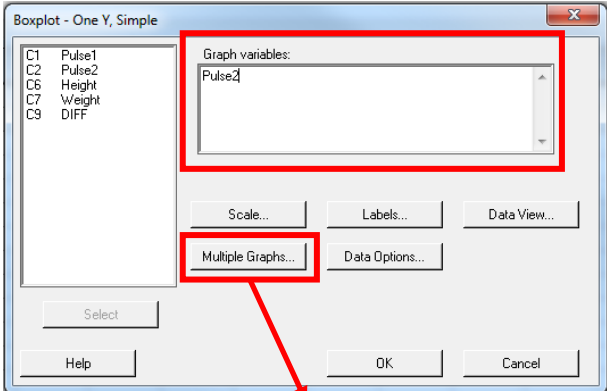 Boxplot - One Y, Simple
C1 Pulse1
C2 Pulse2
C6 Height
C7 Weight
C9 DIFF
Graph variables:
Pulse2
Scale...
Labels...
Data View...
Multiple Graphs...
Data Options...
Select
Help
OK
Cancel